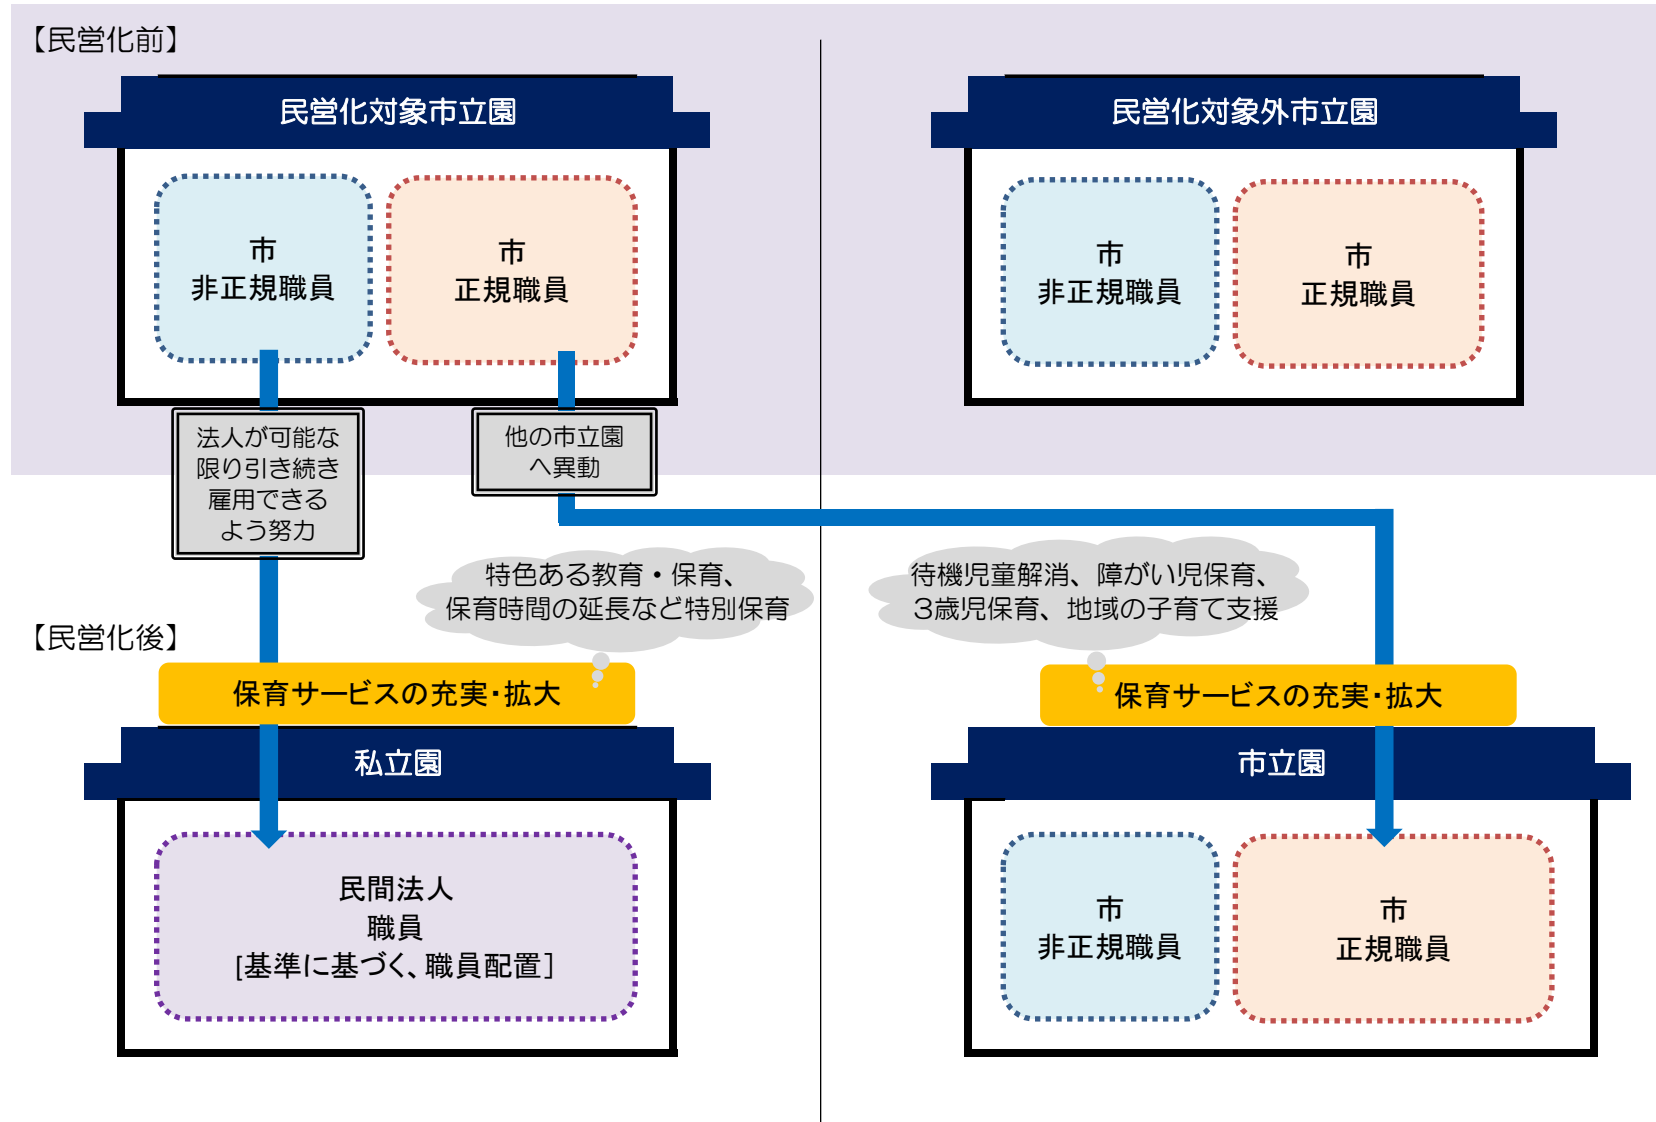 【民営化前】
民営化対象市立園
民営化対象外市立園
市
非正規職員
市
正規職員
市
非正規職員
市
正規職員
法人が可能な
限り引き続き
雇用できる
よう努力
他の市立園
へ異動
特色ある教育・保育、
保育時間の延長など特別保育
待機児童解消、障がい児保育、
3歳児保育、地域の子育て支援
【民営化後】
保育サービスの充実・拡大
保育サービスの充実・拡大
私立園
市立園
民間法人
職員
[基準に基づく、職員配置］
市
非正規職員
市
正規職員